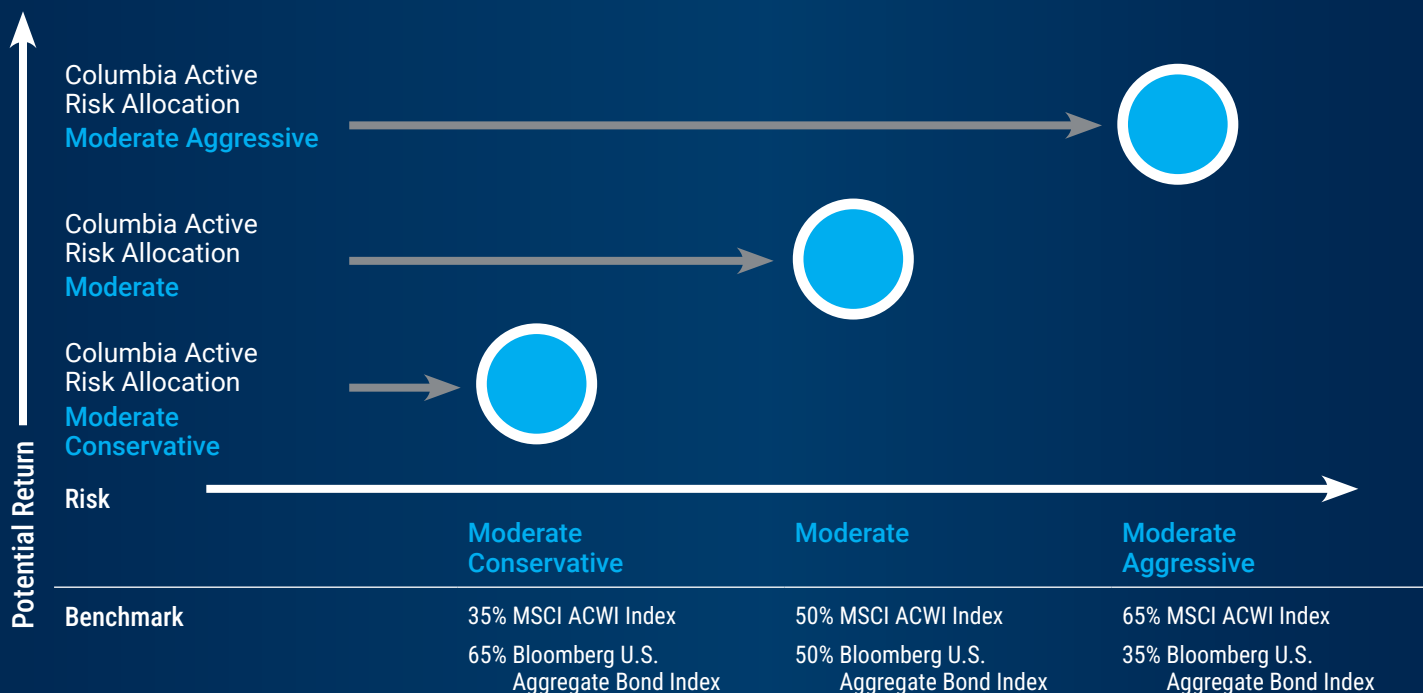 Columbia Active
Risk Allocation
Moderate Aggressive
Columbia Active
Risk Allocation
Moderate
Columbia Active
Risk Allocation
Moderate
Conservative
Potential Return
Risk
Moderate
Conservative
Moderate
Moderate
Aggressive
Benchmark
35% MSCI ACWI Index
65% Bloomberg U.S.
Aggregate Bond Index
50% MSCI ACWI Index
50% Bloomberg U.S.
Aggregate Bond Index
65% MSCI ACWI Index
35% Bloomberg U.S.
Aggregate Bond Index